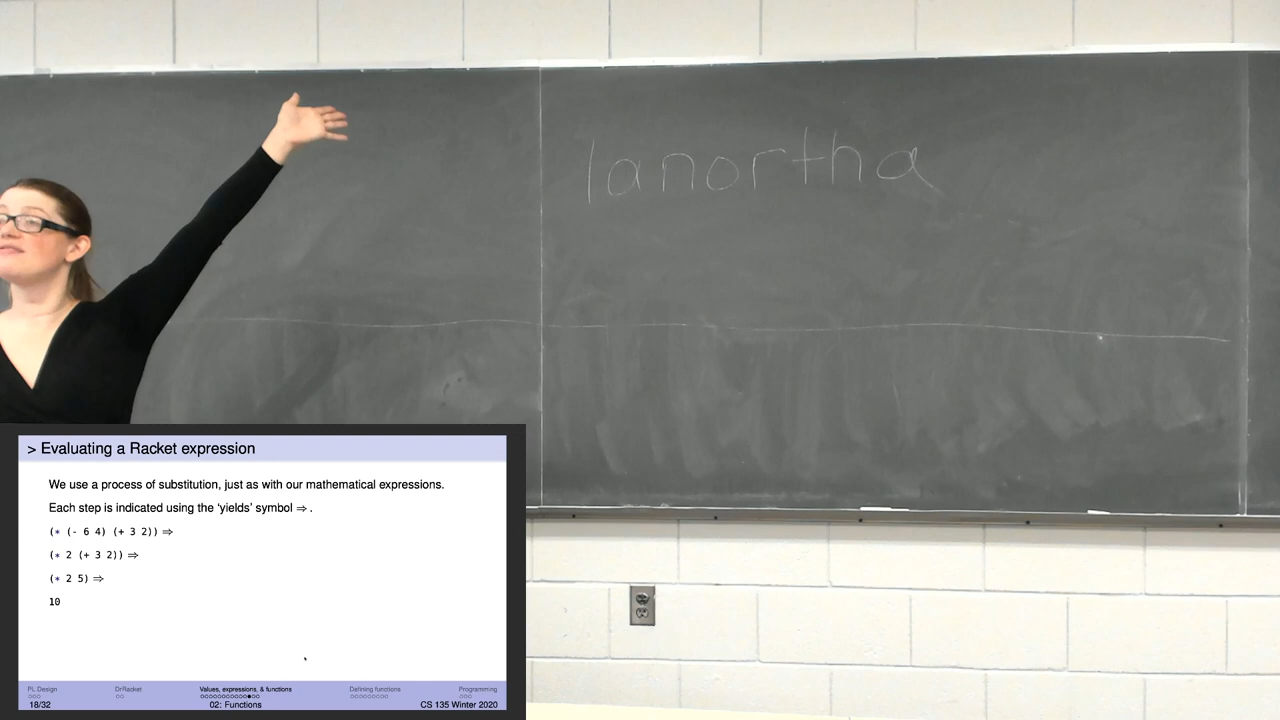 lanortha
> Evaluating a Racket expression
We use a process of substitution, just as with our mathematical expressions.
Each step is indicated using the ‘yields’ symbol ⇒ .
(* (- 6 4) (+ 3 2)) ⇒
(* 2 (+ 3 2)) ⇒
(* 2 5) ⇒
10
PL Design DrRacket Values, expressions, & functions Defining functions Programming
18/32 02: Functions CS 135 Winter 2020